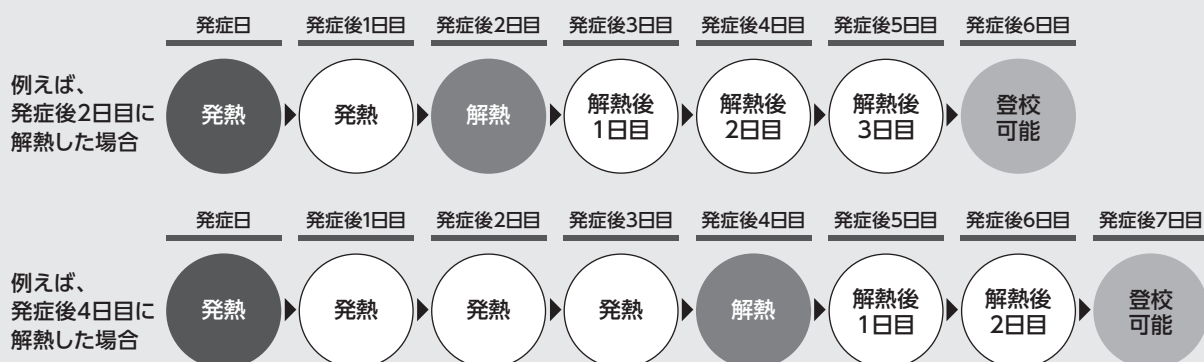 発症日 発症後1日目 発症後2日目 発症後3日目 発症後4日目 発症後5日目 発症後6日目
例えば、
発症後2日目に
解熱した場合
発熱 発熱 解熱 解熱後 解熱後 解熱後 登校
1日目 2日目 3日目 可能
発症日 発症後1日目 発症後2日目 発症後3日目 発症後4日目 発症後5日目 発症後6日目 発症後7日目
例えば、
発症後4日目に
解熱した場合
発熱 発熱 発熱 発熱 解熱 解熱後 解熱後 登校
1日目 2日目 可能